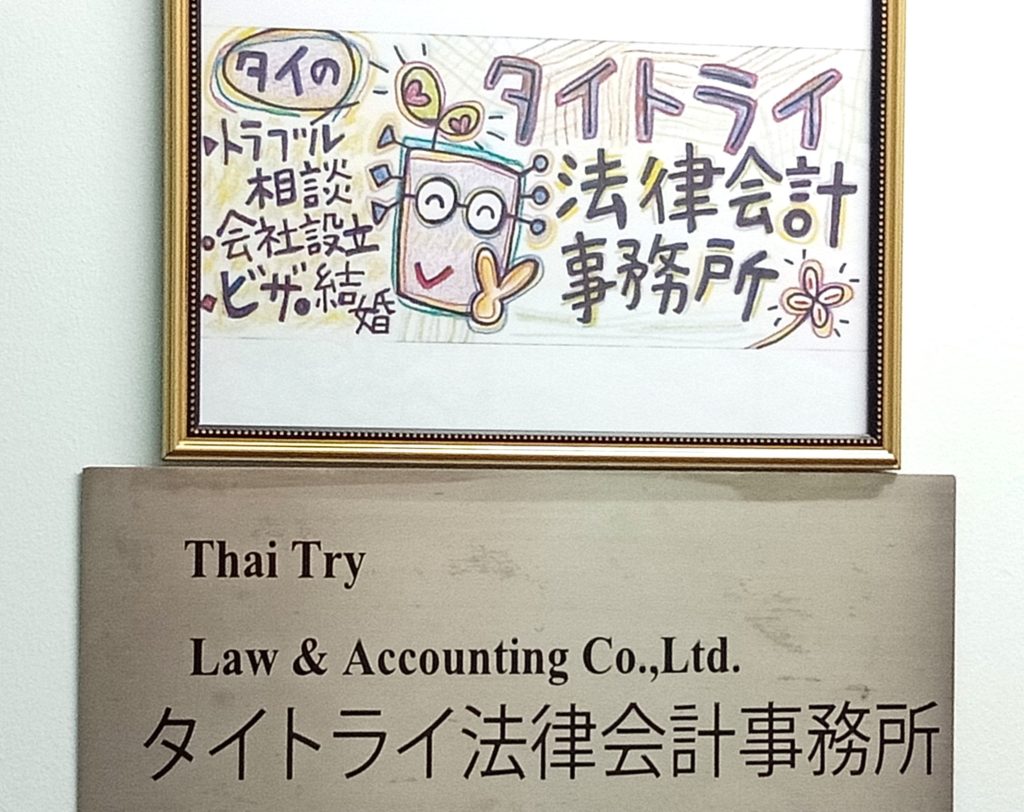 タイの
・トラブル
相談
・会社設立
・ビザ。結婚
タイトライ
法律会計
事務所
Thai Try
Law & Accounting Co.,Ltd.
タイトライ法律会計事務所